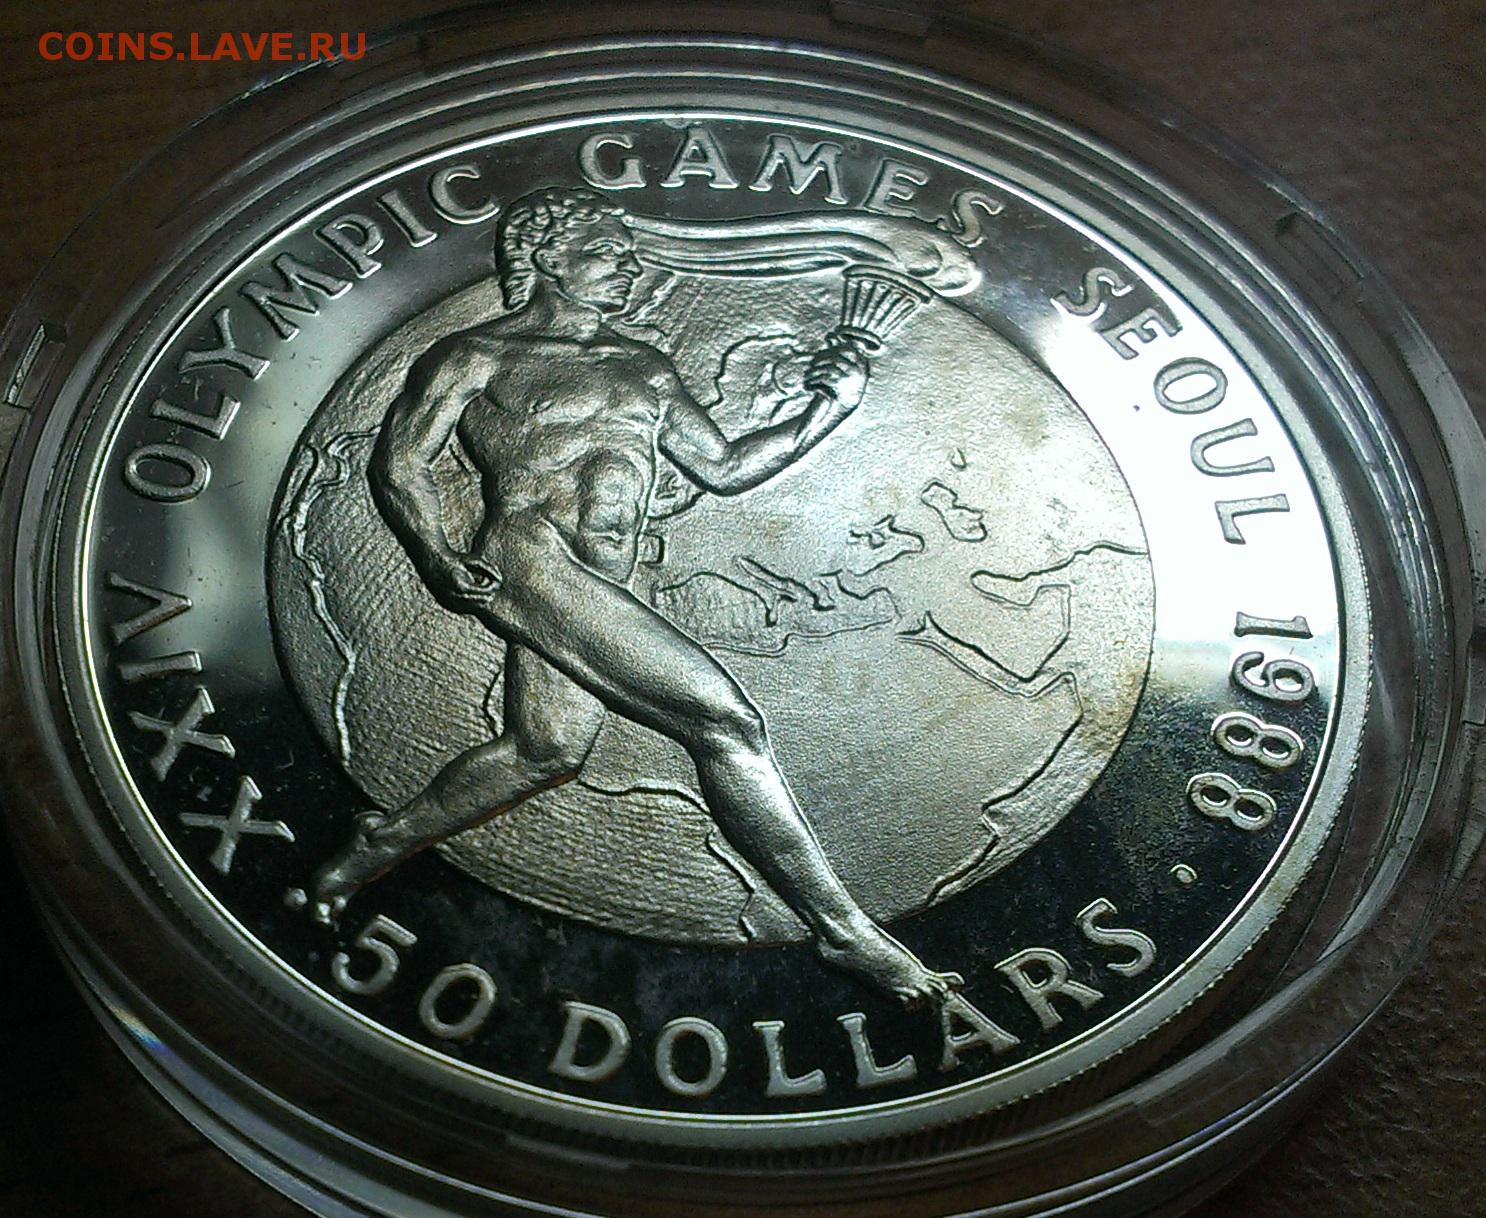 COINS.LAVE.RU
XXIV OLYMPIC GAMES SEOUL 1988
50 DOLLARS